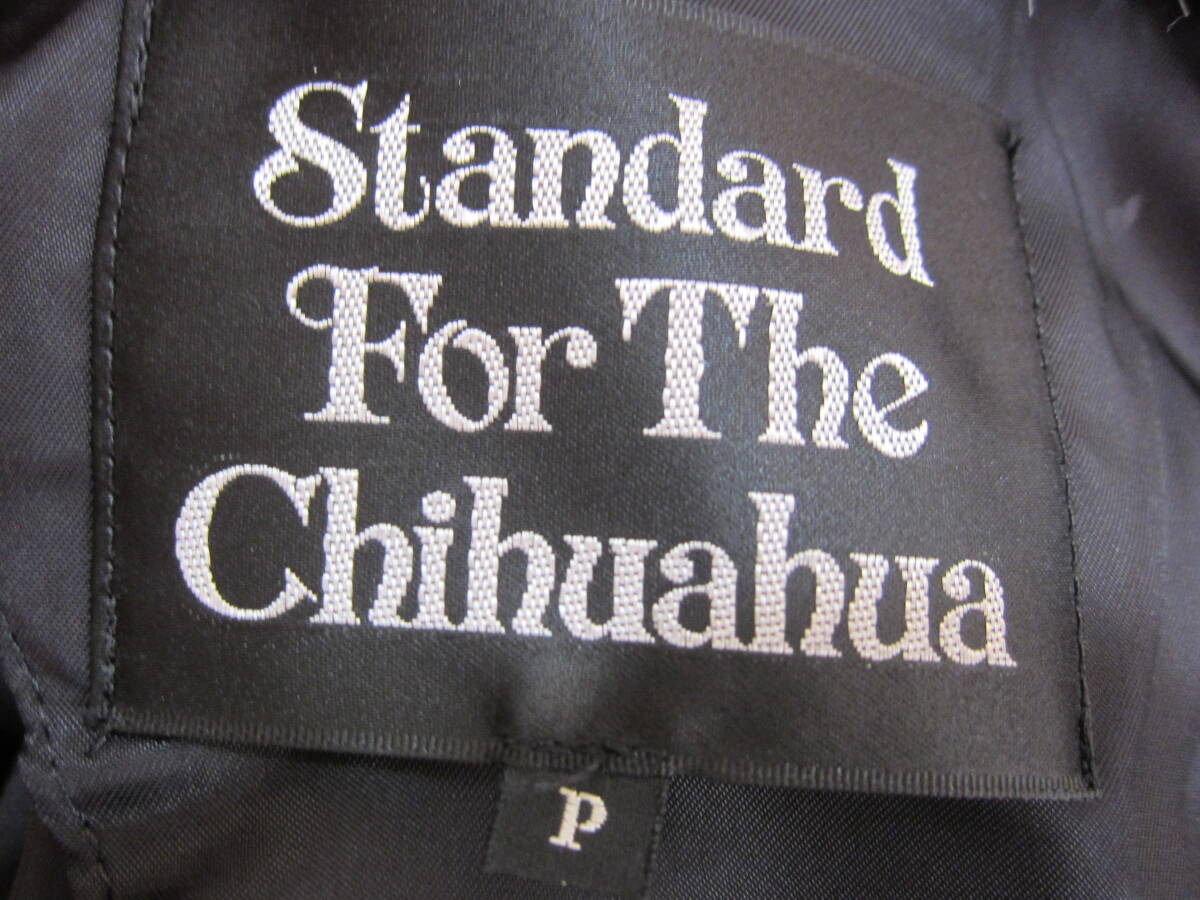 Standard
For The
Chihuahua
P